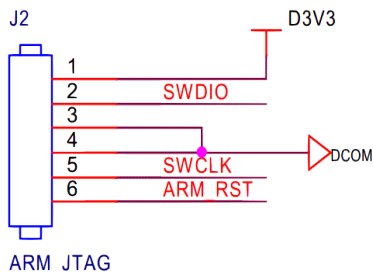 J2
D3V3
1
2
SWDIO
3
4
DCOM
5
SWCLK
6
ARM_RST
ARM JTAG